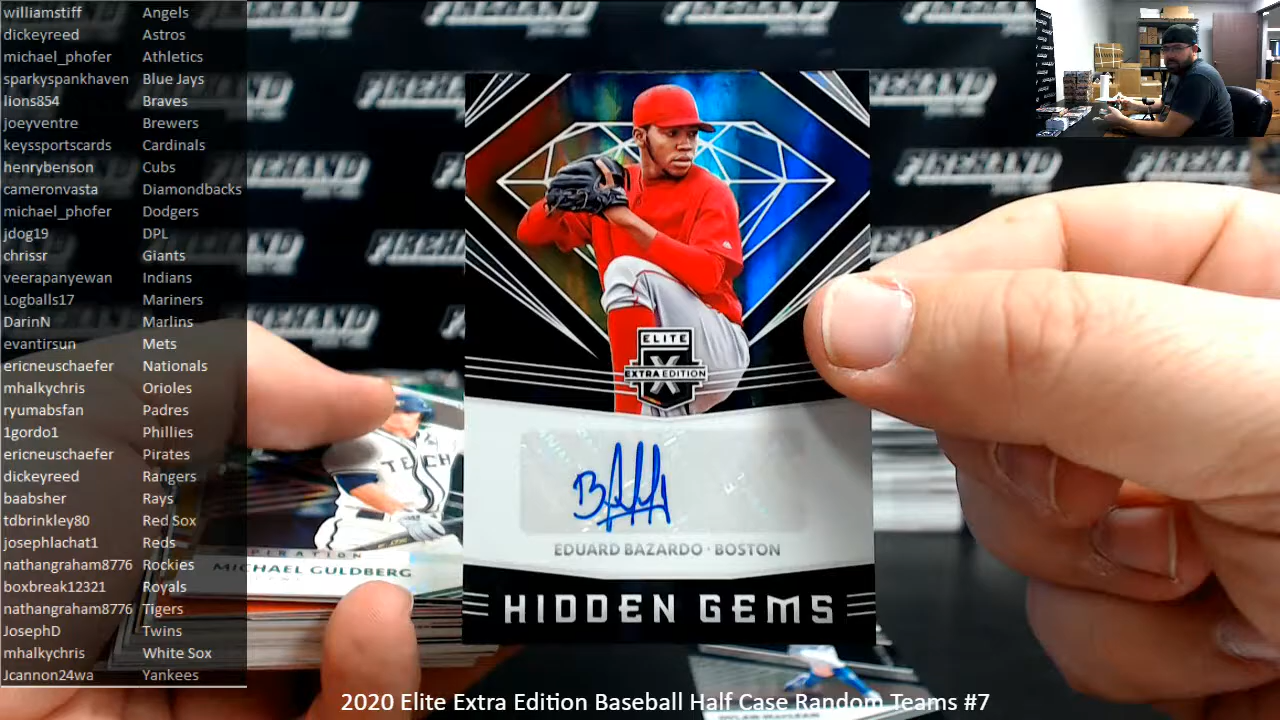 williamstiff Angels
dickeyreed Astros
michael_phofer Athletics
sparkyspankhaven Blue Jays
lions854 Braves
joeyventre Brewers
keyssportscards Cardinals
henrybenson Cubs
cameronvasta Diamondbacks
michael_phofer Dodgers
jdog19 DPL
chrissr Giants
veerapanyewan Indians
Logballs17 Mariners
DarinN Marlins
evantirsun Mets
ericneuschaefer Nationals
mhalkychris Orioles
ryumabsfan Padres
1gordo1 Phillies
ericneuschaefer Pirates
dickeyreed Rangers
baabsher Rays
tdbrinkley80 Red Sox
josephlachat1 Reds
nathangraham8776 Rockies
boxbreak12321 Royals
nathangraham8776 Tigers
JosephD Twins
mhalkychris White Sox
Jcannon24wa Yankees
FIREHAND
ELITE
X
EXTRA EDITION
EDUARD BAZARDO · BOSTON
HIDDEN GEMS
TECH
MICHAEL GULDBERG
2020 Elite Extra Edition Baseball Half Case Random Teams #7